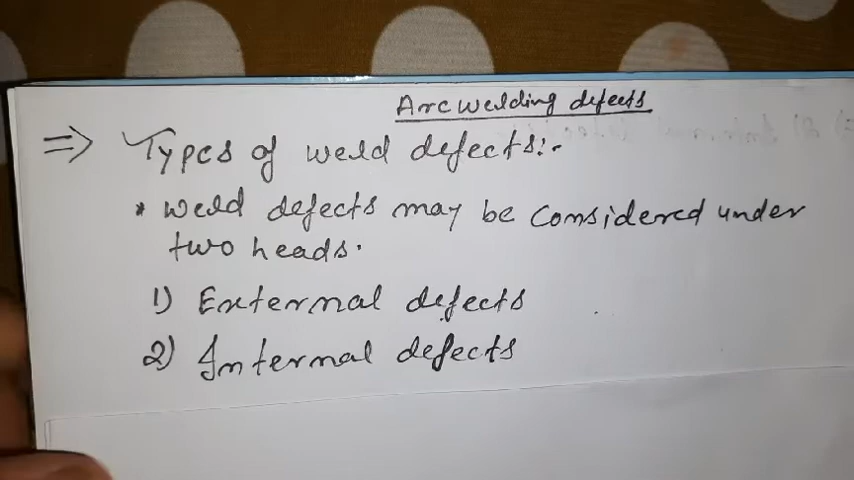 Arc welding defects
=> Types of weld defects:-
* weld defects may be considered under
two heads.
1) External defects
2) Internal defects